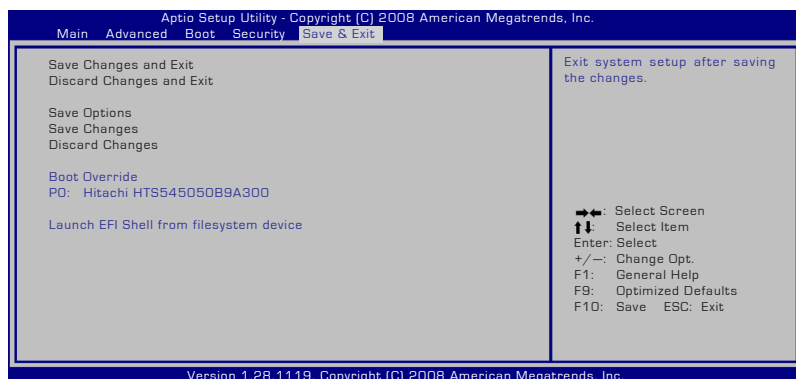 Aptio Setup Utility - Copyright (C) 2008 American Megatrends, Inc.
Main Advanced Boot Security Save & Exit
Save Changes and Exit
Discard Changes and Exit
Save Options
Save Changes
Discard Changes
Boot Override
P0: Hitachi HTS545050B9A300
Launch EFI Shell from filesystem device
Exit system setup after saving
the changes.
→←: Select Screen
↑↓: Select Item
Enter: Select
+/—: Change Opt.
F1: General Help
F9: Optimized Defaults
F10: Save ESC: Exit
Version 1.28.1119. Copyright (C) 2008 American Megatrends, Inc.